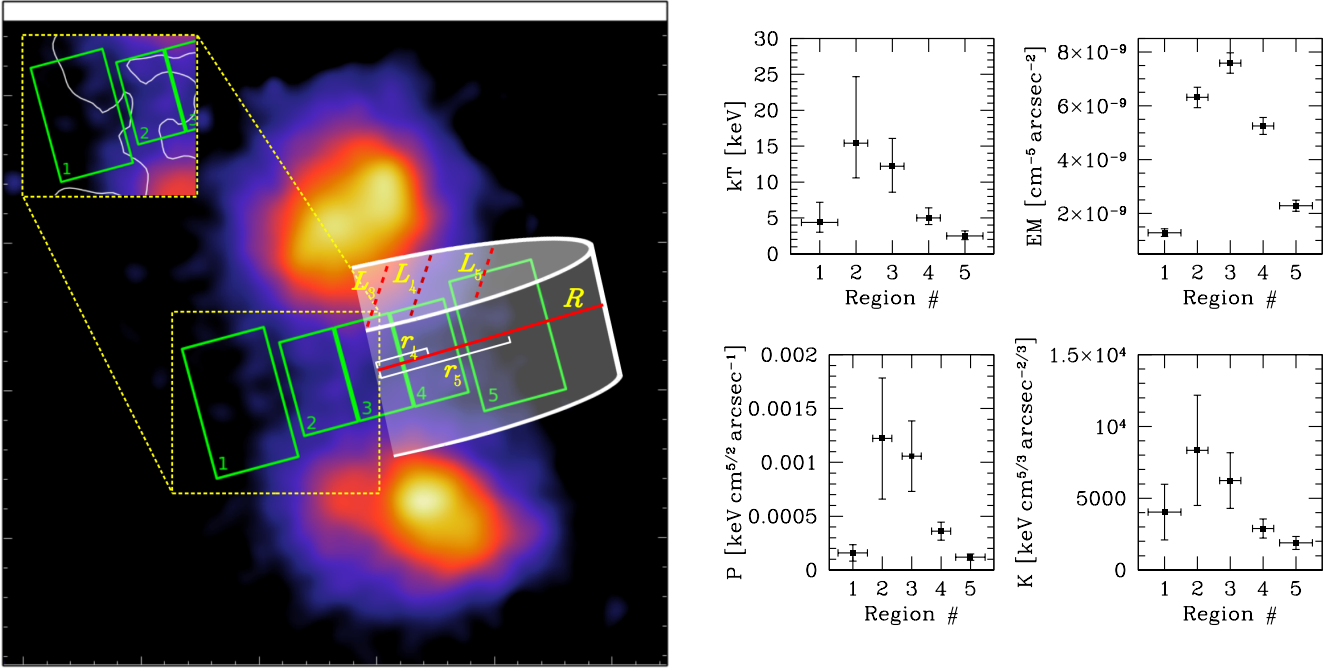 1
2
3
L₃
L₄
L₅
R
r₄
r₅
1
2
3
4
5
kT [keV]
30
25
20
15
10
5
0
1 2 3 4 5
Region #
EM [cm⁻⁵ arcsec⁻²]
8×10⁻⁹
6×10⁻⁹
4×10⁻⁹
2×10⁻⁹
1 2 3 4 5
Region #
P [keV cm^5/2 arcsec⁻¹]
0.002
0.0015
0.001
0.0005
0
1 2 3 4 5
Region #
K [keV cm^5/3 arcsec^−2/3]
1.5×10⁴
10⁴
5000
0
1 2 3 4 5
Region #